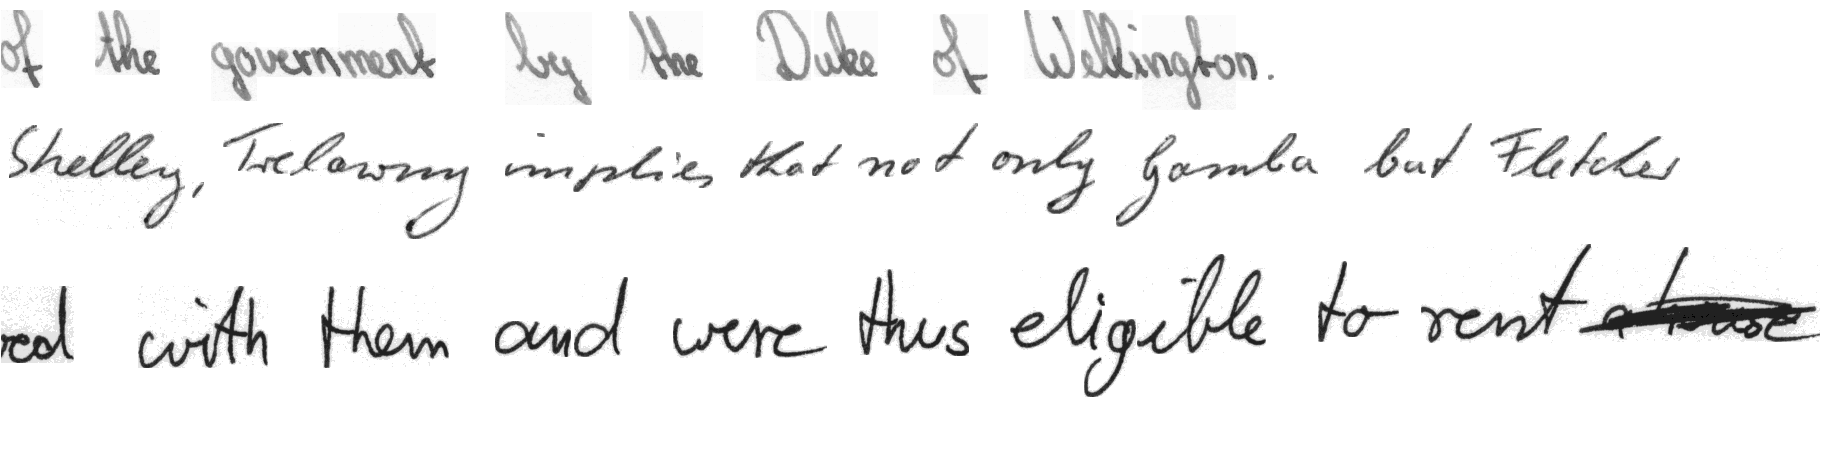 of the government by the Duke of Wellington.
Shelley, Trelawny implies that not only Gamba but Fletcher
red with them and were thus eligible to rent